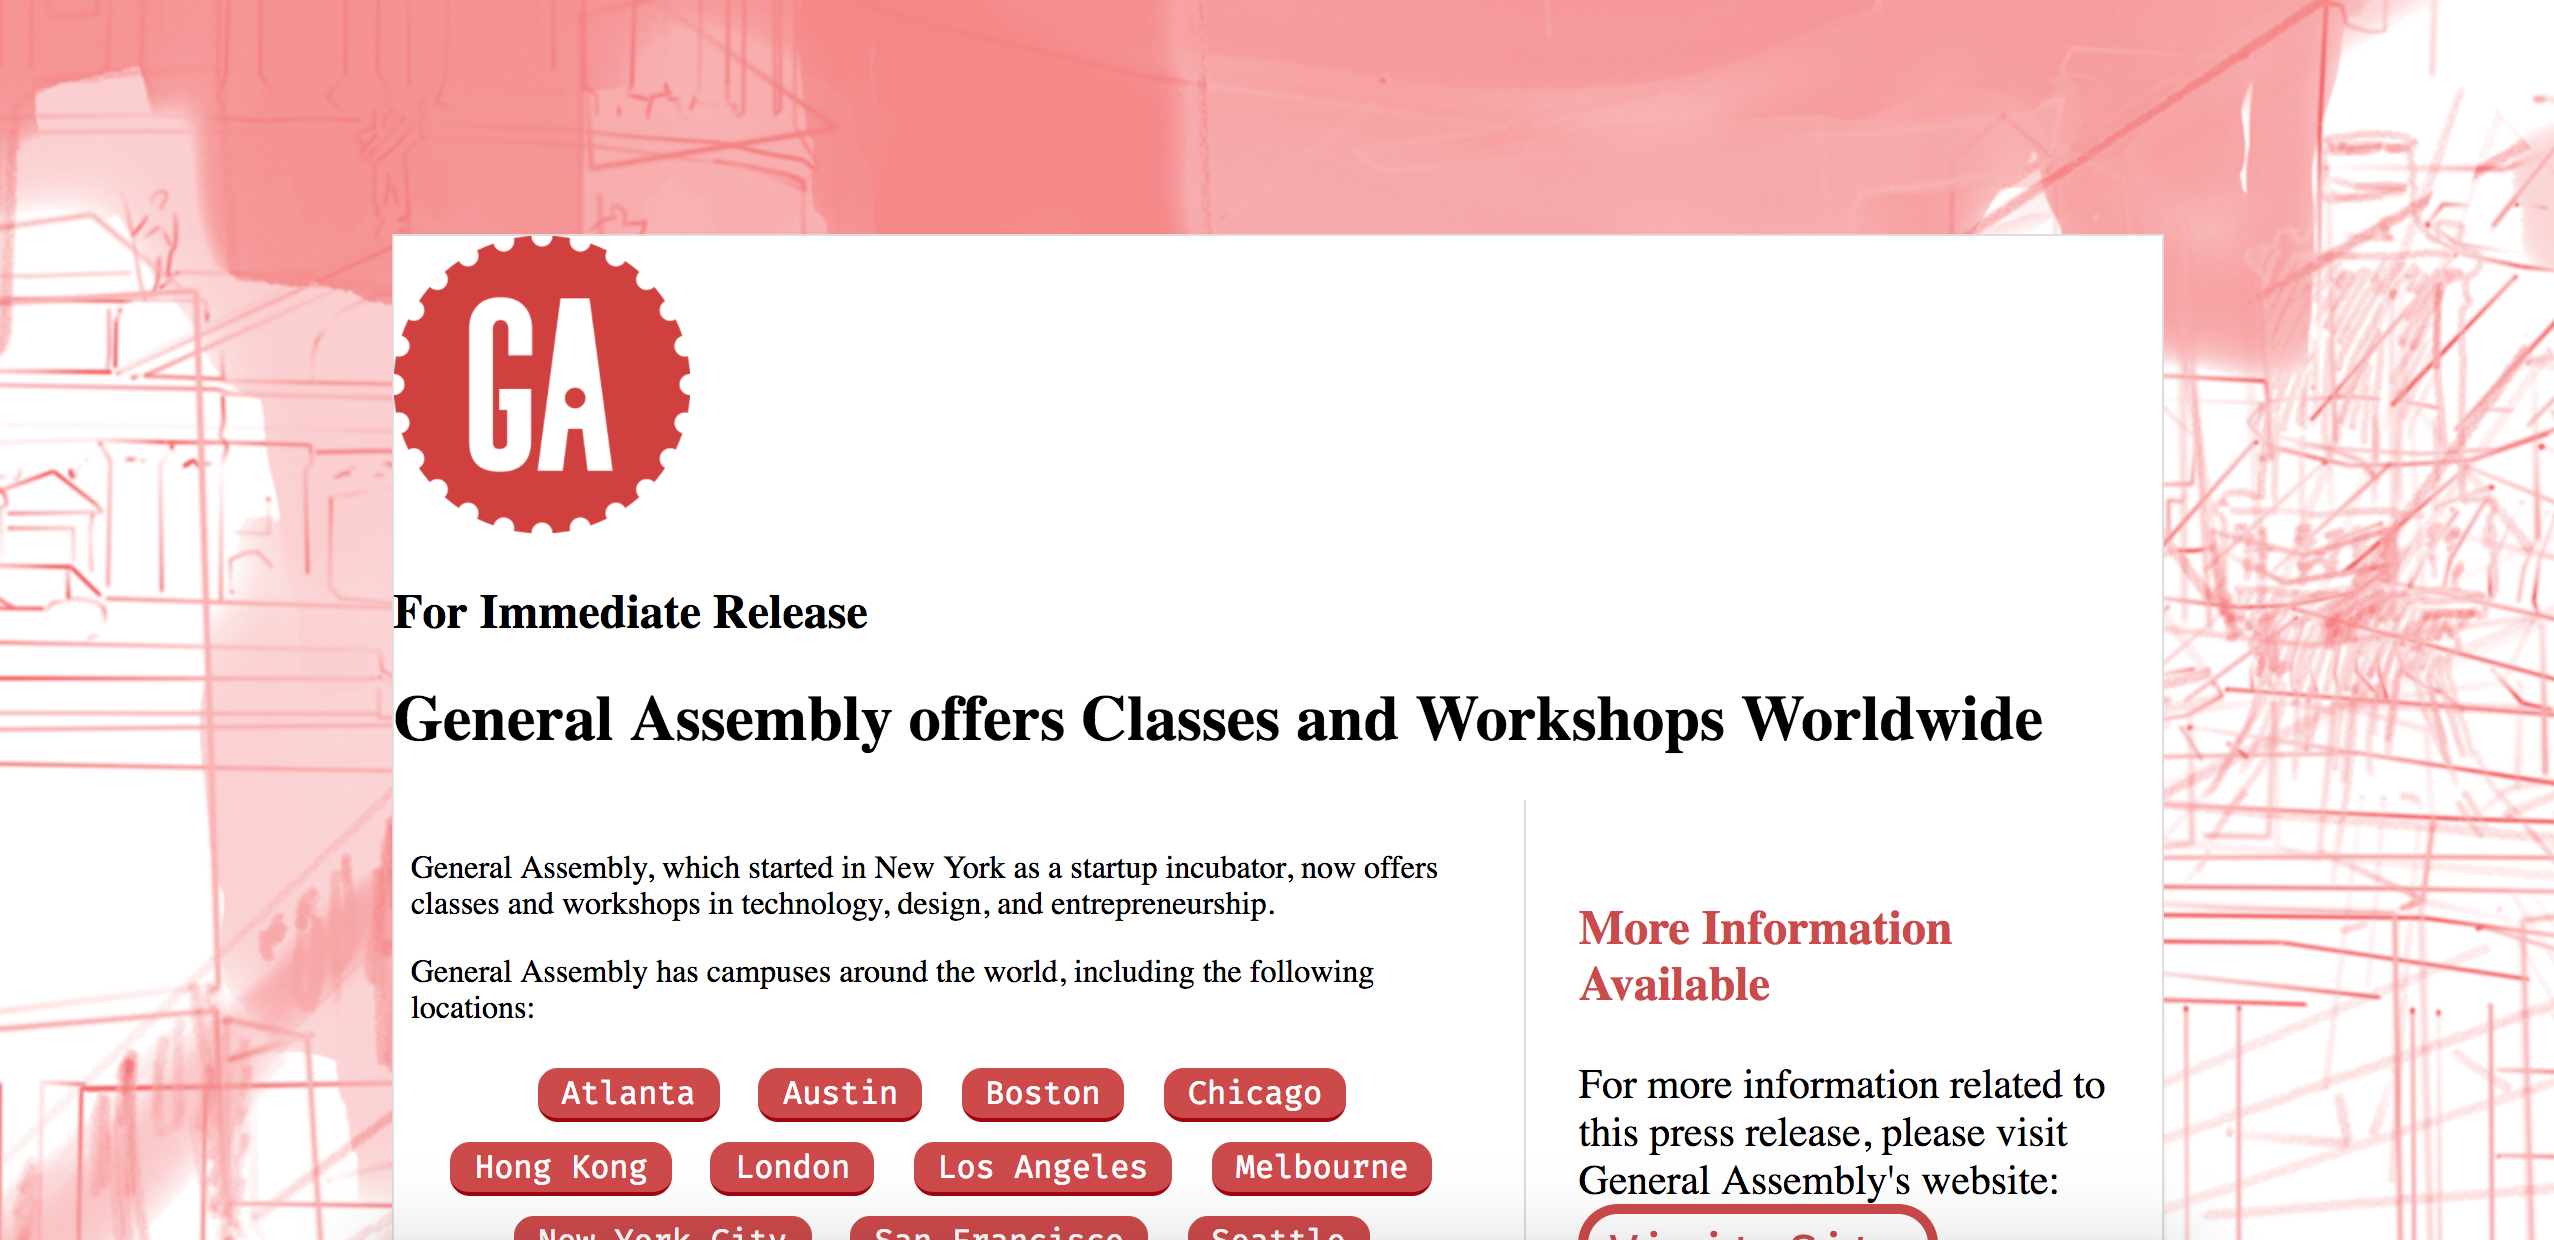 GA
For Immediate Release
General Assembly offers Classes and Workshops Worldwide
General Assembly, which started in New York as a startup incubator, now offers
classes and workshops in technology, design, and entrepreneurship.
General Assembly has campuses around the world, including the following
locations:
Atlanta Austin Boston Chicago
Hong Kong London Los Angeles Melbourne
New York City San Francisco Seattle
More Information
Available
For more information related to
this press release, please visit
General Assembly's website:
Visit Site